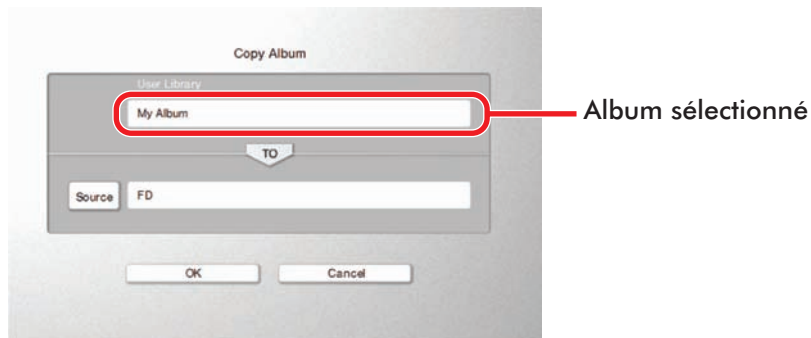 Copy Album
User Library
My Album
Album sélectionné
TO
Source FD
OK Cancel